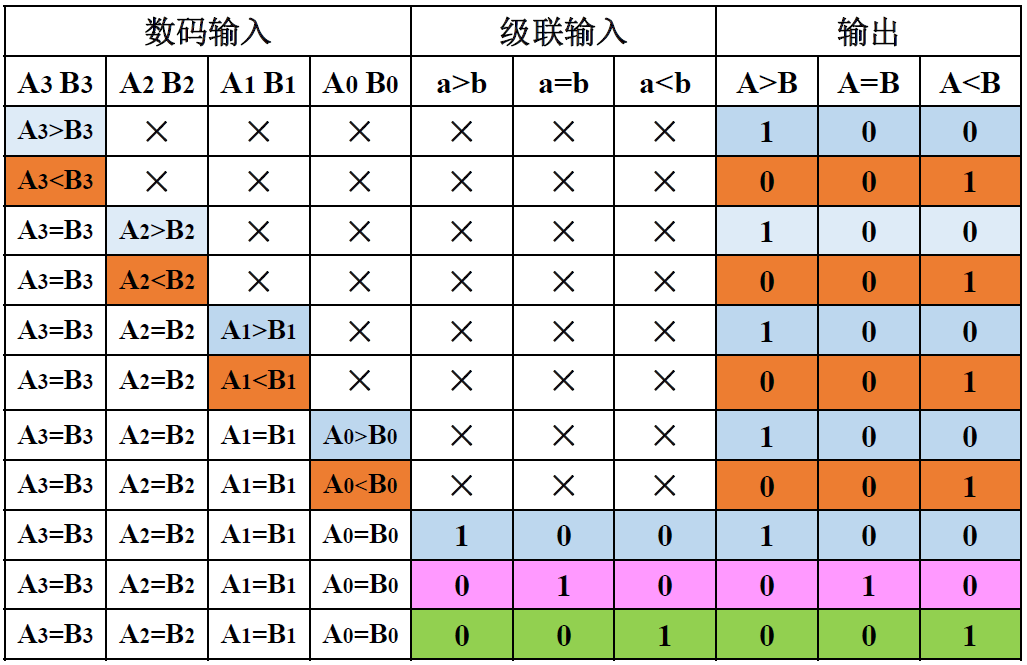 数码输入 级联输入 输出
A3 B3 A2 B2 A1 B1 A0 B0 a>b a=b a<b A>B A=B A<B
A3>B3 × × × × × × 1 0 0
A3<B3 × × × × × × 0 0 1
A3=B3 A2>B2 × × × × × 1 0 0
A3=B3 A2<B2 × × × × × 0 0 1
A3=B3 A2=B2 A1>B1 × × × × 1 0 0
A3=B3 A2=B2 A1<B1 × × × × 0 0 1
A3=B3 A2=B2 A1=B1 A0>B0 × × × 1 0 0
A3=B3 A2=B2 A1=B1 A0<B0 × × × 0 0 1
A3=B3 A2=B2 A1=B1 A0=B0 1 0 0 1 0 0
A3=B3 A2=B2 A1=B1 A0=B0 0 1 0 0 1 0
A3=B3 A2=B2 A1=B1 A0=B0 0 0 1 0 0 1